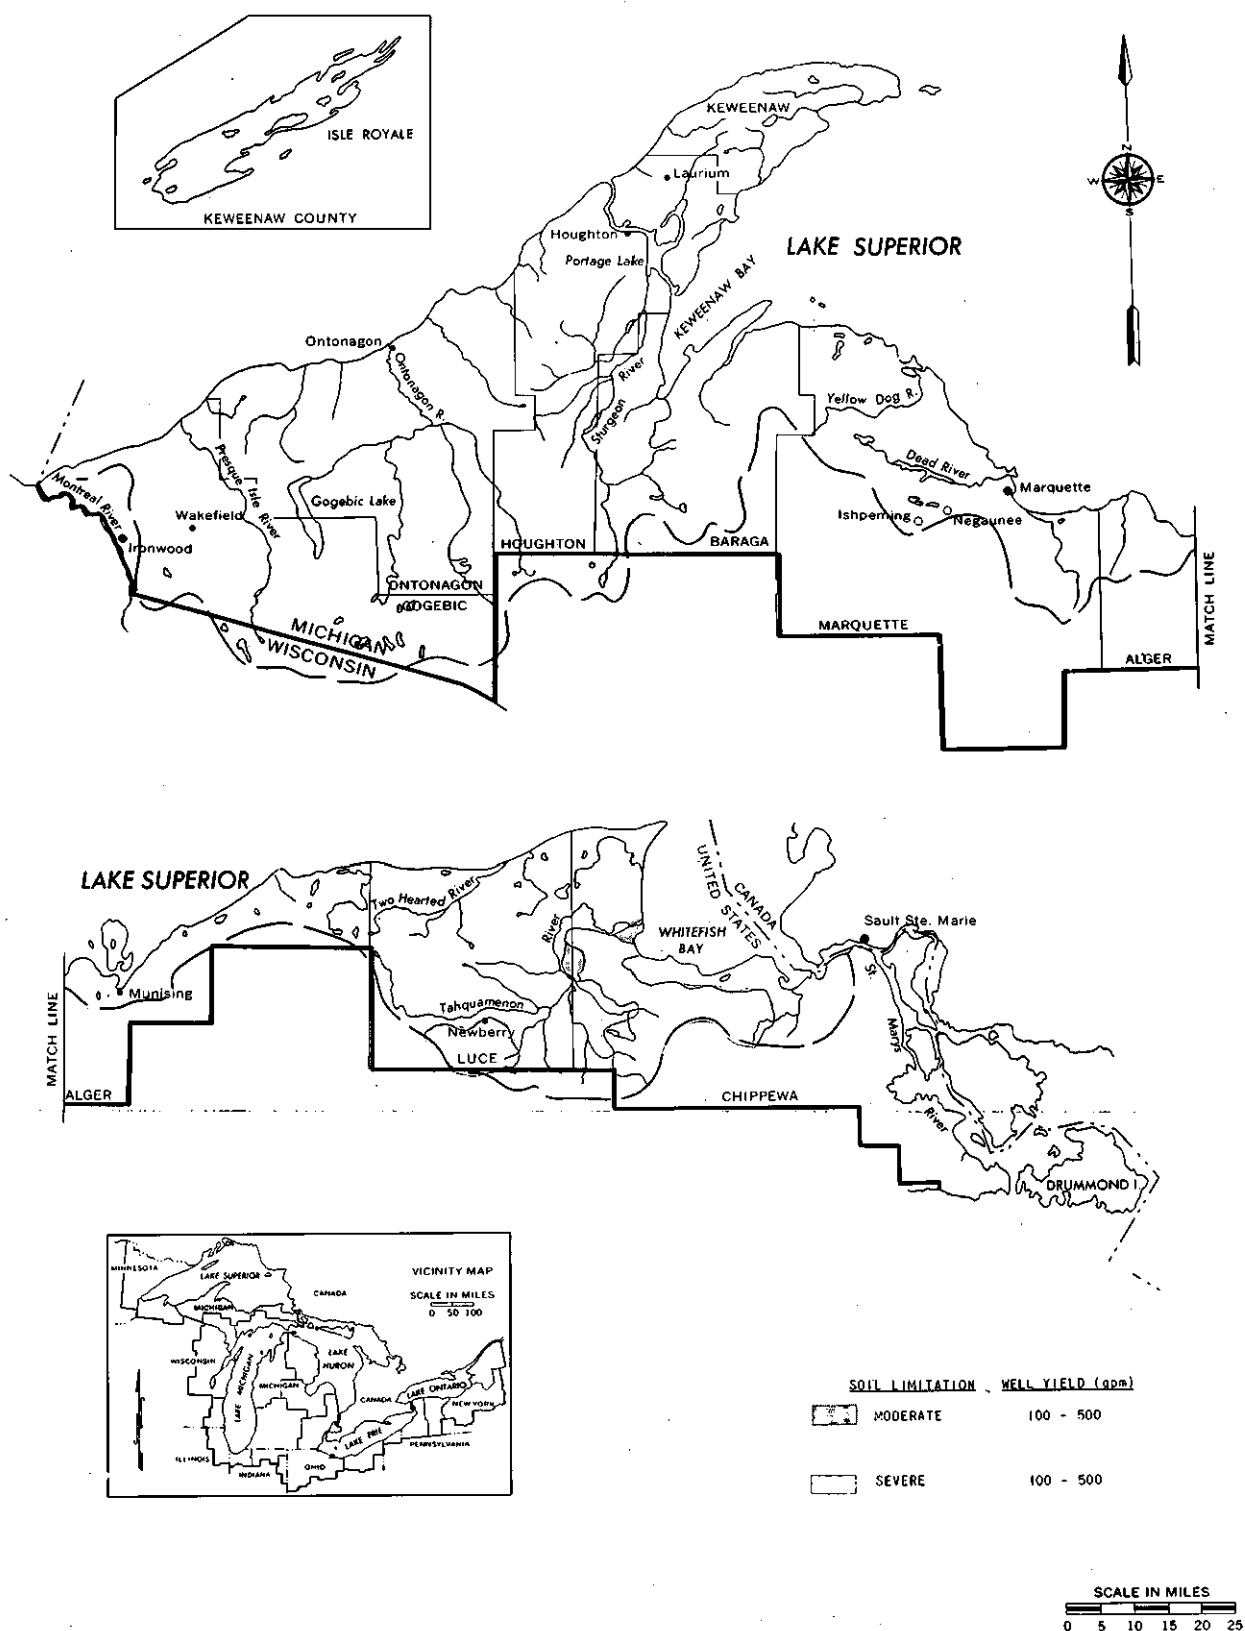 ISLE ROYALE
KEWEENAW COUNTY
KEWEENAW
Laurium
Houghton
Portage Lake
LAKE SUPERIOR
KEWEENAW BAY
N
W E
S
Ontonagon
Ontonagon R.
Sturgeon River
Yellow Dog R.
Dead River
Marquette
Ishpeming
Negaunee
Montreal River
Presque Isle River
Gogebic Lake
Wakefield
Ironwood
HOUGHTON
BARAGA
ONTONAGON
GOGEBIC
MICHIGAN
WISCONSIN
MARQUETTE
ALGER
MATCH LINE
LAKE SUPERIOR
Two Hearted River
River
Tahquamenon
WHITEFISH
BAY
CANADA
UNITED STATES
Sault Ste. Marie
St.
Marys
River
Munising
Newberry
LUCE
MATCH LINE
ALGER
CHIPPEWA
DRUMMOND I.
VICINITY MAP
SCALE IN MILES
0 50 100
MINNESOTA
LAKE SUPERIOR
CANADA
MICHIGAN
WISCONSIN
LAKE MICHIGAN
MICHIGAN
LAKE
HURON
CANADA
LAKE ONTARIO
NEW YORK
LAKE ERIE
PENNSYLVANIA
ILLINOIS
INDIANA
OHIO
SOIL LIMITATION WELL YIELD (gpm)
MODERATE 100 - 500
SEVERE 100 - 500
SCALE IN MILES
0 5 10 15 20 25